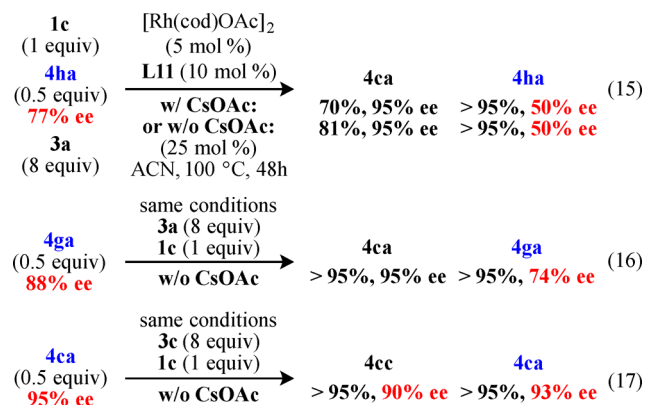 1c
(1 equiv)
4ha
(0.5 equiv)
77% ee
3a
(8 equiv)
[Rh(cod)OAc]2
(5 mol %)
L11 (10 mol %)
w/ CsOAc:
or w/o CsOAc:
(25 mol %)
ACN, 100 °C, 48h
4ca 4ha
70%, 95% ee > 95%, 50% ee (15)
81%, 95% ee > 95%, 50% ee
4ga
(0.5 equiv)
88% ee
same conditions
3a (8 equiv)
1c (1 equiv)
w/o CsOAc
4ca 4ga
> 95%, 95% ee > 95%, 74% ee (16)
4ca
(0.5 equiv)
95% ee
same conditions
3c (8 equiv)
1c (1 equiv)
w/o CsOAc
4cc 4ca
> 95%, 90% ee > 95%, 93% ee (17)